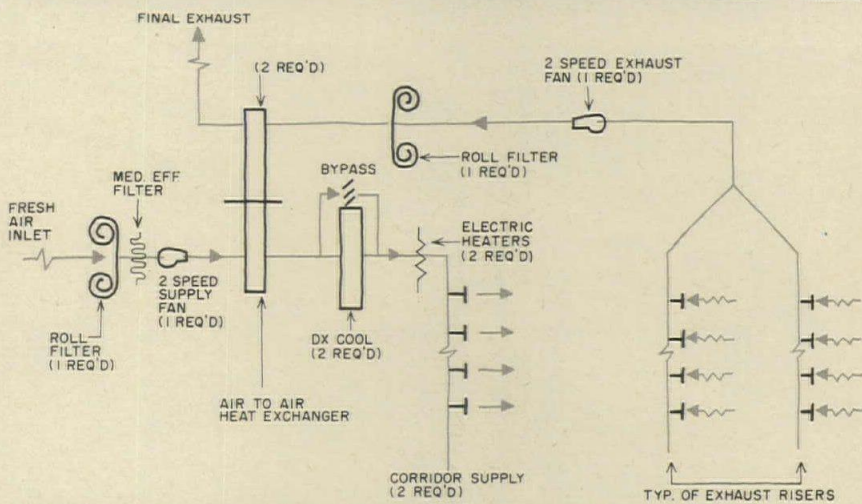 FINAL EXHAUST
(2 REQ'D)
2 SPEED EXHAUST
FAN (1 REQ'D)
MED. EFF.
FILTER
BYPASS
ROLL FILTER
(1 REQ'D)
FRESH
AIR
INLET
ELECTRIC
HEATERS
(2 REQ'D)
2 SPEED
SUPPLY
FAN
(1 REQ'D)
ROLL
FILTER
(1 REQ'D)
DX COOL
(2 REQ'D)
AIR TO AIR
HEAT EXCHANGER
CORRIDOR SUPPLY
(2 REQ'D)
TYP. OF EXHAUST RISERS